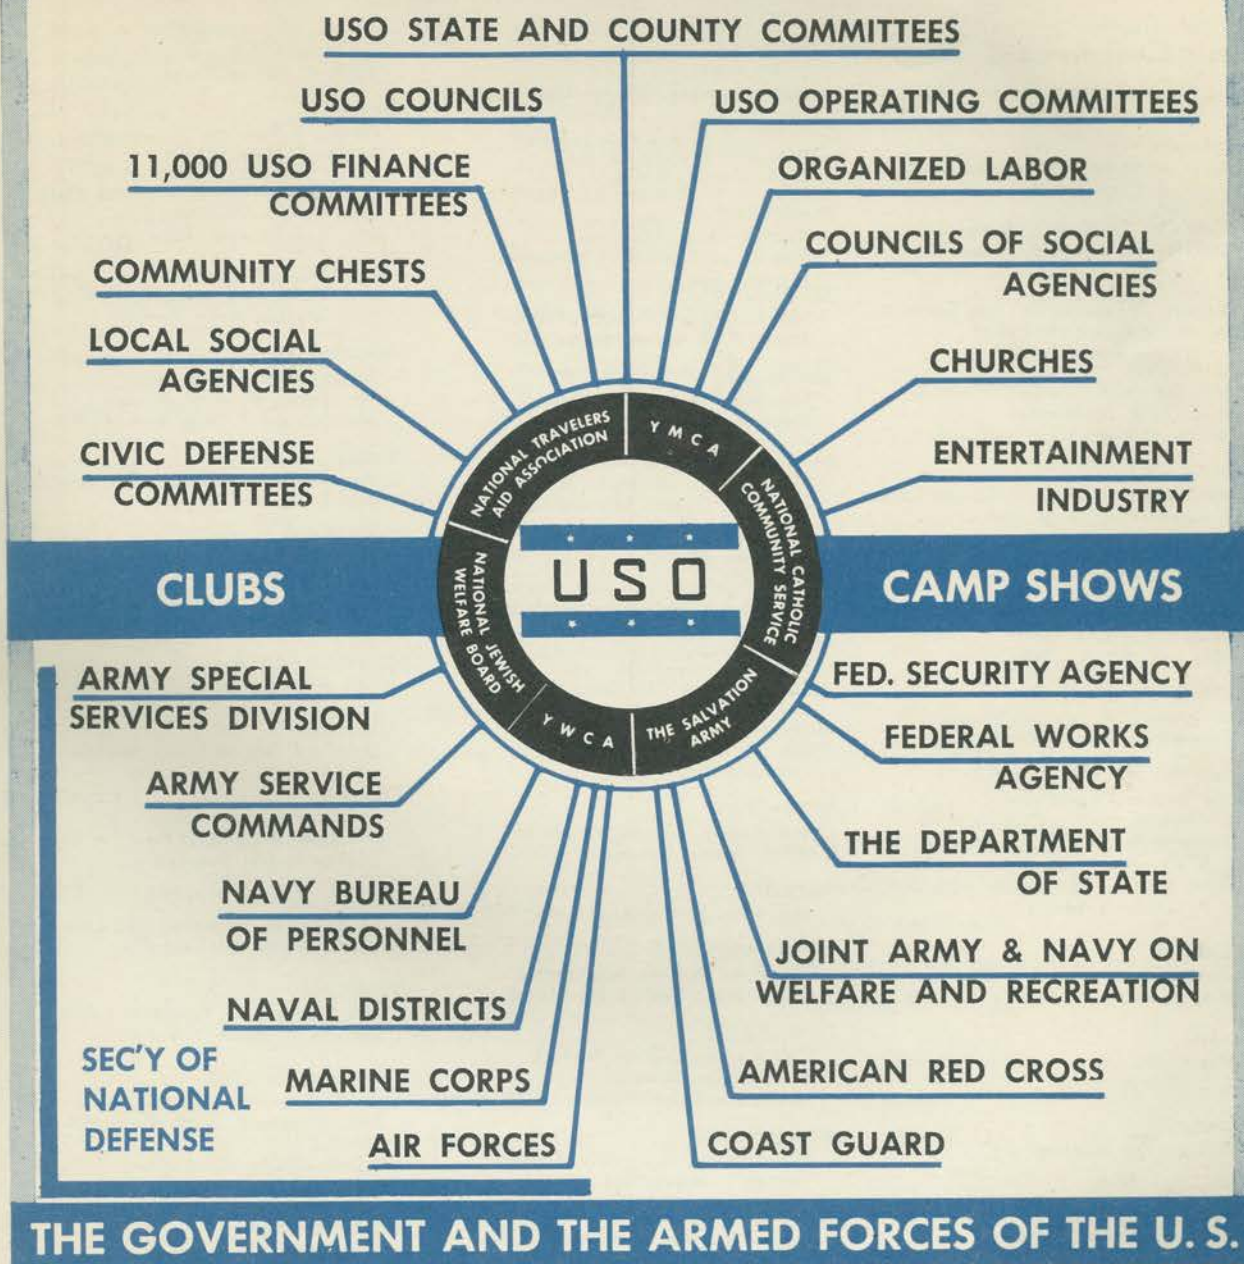 USO STATE AND COUNTY COMMITTEES
USO COUNCILS
USO OPERATING COMMITTEES
11,000 USO FINANCE
COMMITTEES
ORGANIZED LABOR
COMMUNITY CHESTS
COUNCILS OF SOCIAL
AGENCIES
LOCAL SOCIAL
AGENCIES
CHURCHES
CIVIC DEFENSE
COMMITTEES
ENTERTAINMENT
INDUSTRY
NATIONAL TRAVELERS
AID ASSOCIATION
YMCA
NATIONAL CATHOLIC
COMMUNITY SERVICE
THE SALVATION
ARMY
YWCA
NATIONAL JEWISH
WELFARE BOARD
USO
CLUBS
CAMP SHOWS
ARMY SPECIAL
SERVICES DIVISION
FED. SECURITY AGENCY
ARMY SERVICE
COMMANDS
FEDERAL WORKS
AGENCY
NAVY BUREAU
OF PERSONNEL
THE DEPARTMENT
OF STATE
NAVAL DISTRICTS
JOINT ARMY & NAVY ON
WELFARE AND RECREATION
SEC'Y OF
NATIONAL
DEFENSE
MARINE CORPS
AMERICAN RED CROSS
AIR FORCES
COAST GUARD
THE GOVERNMENT AND THE ARMED FORCES OF THE U. S.